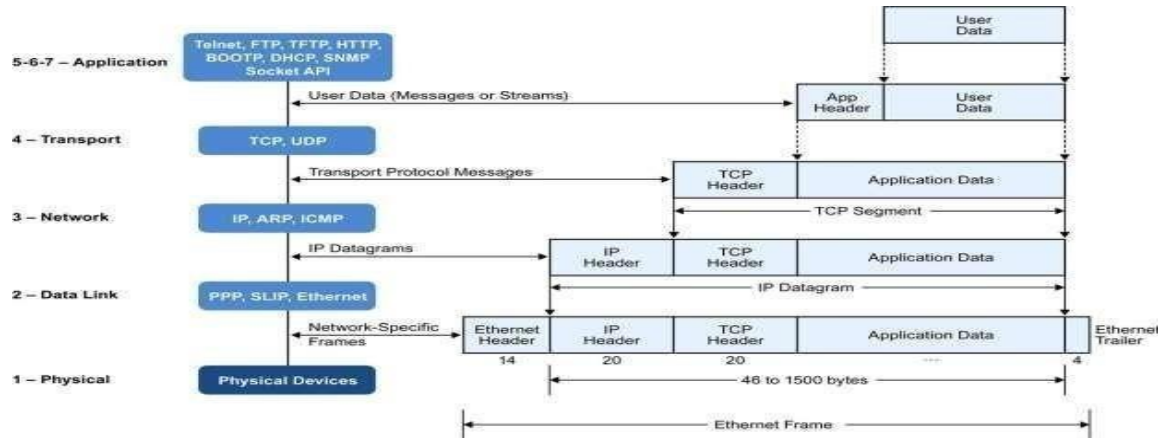 User
Data
Telnet, FTP, TFTP, HTTP,
BOOTP, DHCP, SNMP
Socket API
5-6-7 – Application
User Data (Messages or Streams)
App
Header
User
Data
4 – Transport
TCP, UDP
Transport Protocol Messages
TCP
Header
Application Data
3 – Network
IP, ARP, ICMP
TCP Segment
IP Datagrams
IP
Header
TCP
Header
Application Data
2 – Data Link
PPP, SLIP, Ethernet
IP Datagram
Network-Specific
Frames
Ethernet
Header
IP
Header
TCP
Header
Application Data
Ethernet
Trailer
14 20 20 ---- 4
1 – Physical
Physical Devices
46 to 1500 bytes
Ethernet Frame